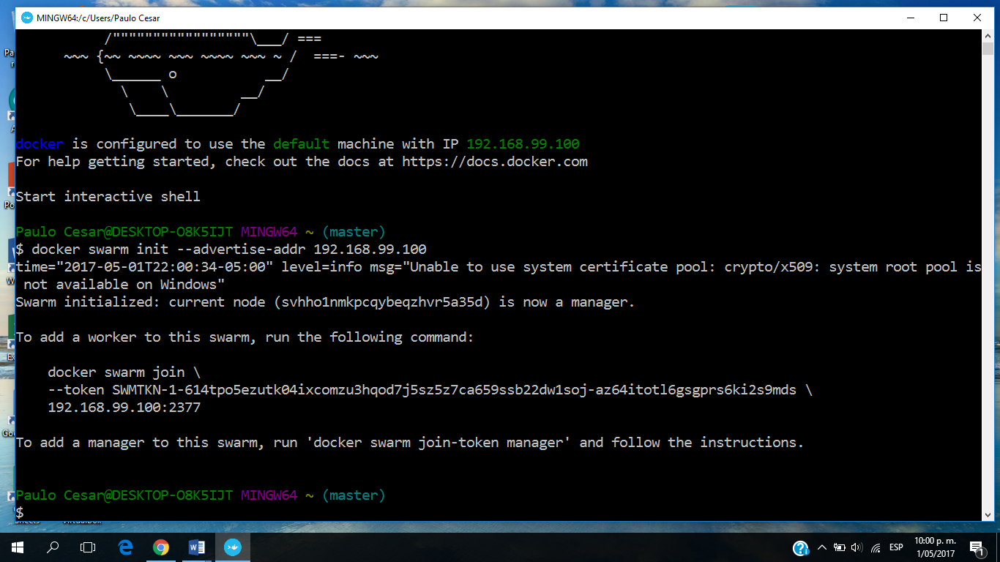 MINGW64:/c/Users/Paulo Cesar
/"""""""""""""""""\___/ ===
~~~ {~~ ~~~~ ~~~ ~~~~ ~~~ ~ /  ===- ~~~
\______ o           __/
\    \         __/
\____\_______/
docker is configured to use the default machine with IP 192.168.99.100
For help getting started, check out the docs at https://docs.docker.com
Start interactive shell
Paulo Cesar@DESKTOP-O8K5IJT MINGW64 ~ (master)
$ docker swarm init --advertise-addr 192.168.99.100
time="2017-05-01T22:00:34-05:00" level=info msg="Unable to use system certificate pool: crypto/x509: system root pool is
not available on Windows"
Swarm initialized: current node (svhho1nmkpcqybeqzhvr5a35d) is now a manager.
To add a worker to this swarm, run the following command:
docker swarm join \
--token SWMTKN-1-614tpo5ezutk04ixcomzu3hqod7j5sz5z7ca659ssb22dw1soj-az64itotl6gsgprs6ki2s9mds \
192.168.99.100:2377
To add a manager to this swarm, run 'docker swarm join-token manager' and follow the instructions.
Paulo Cesar@DESKTOP-O8K5IJT MINGW64 ~ (master)
$
ESP
10:00 p. m.
1/05/2017
1